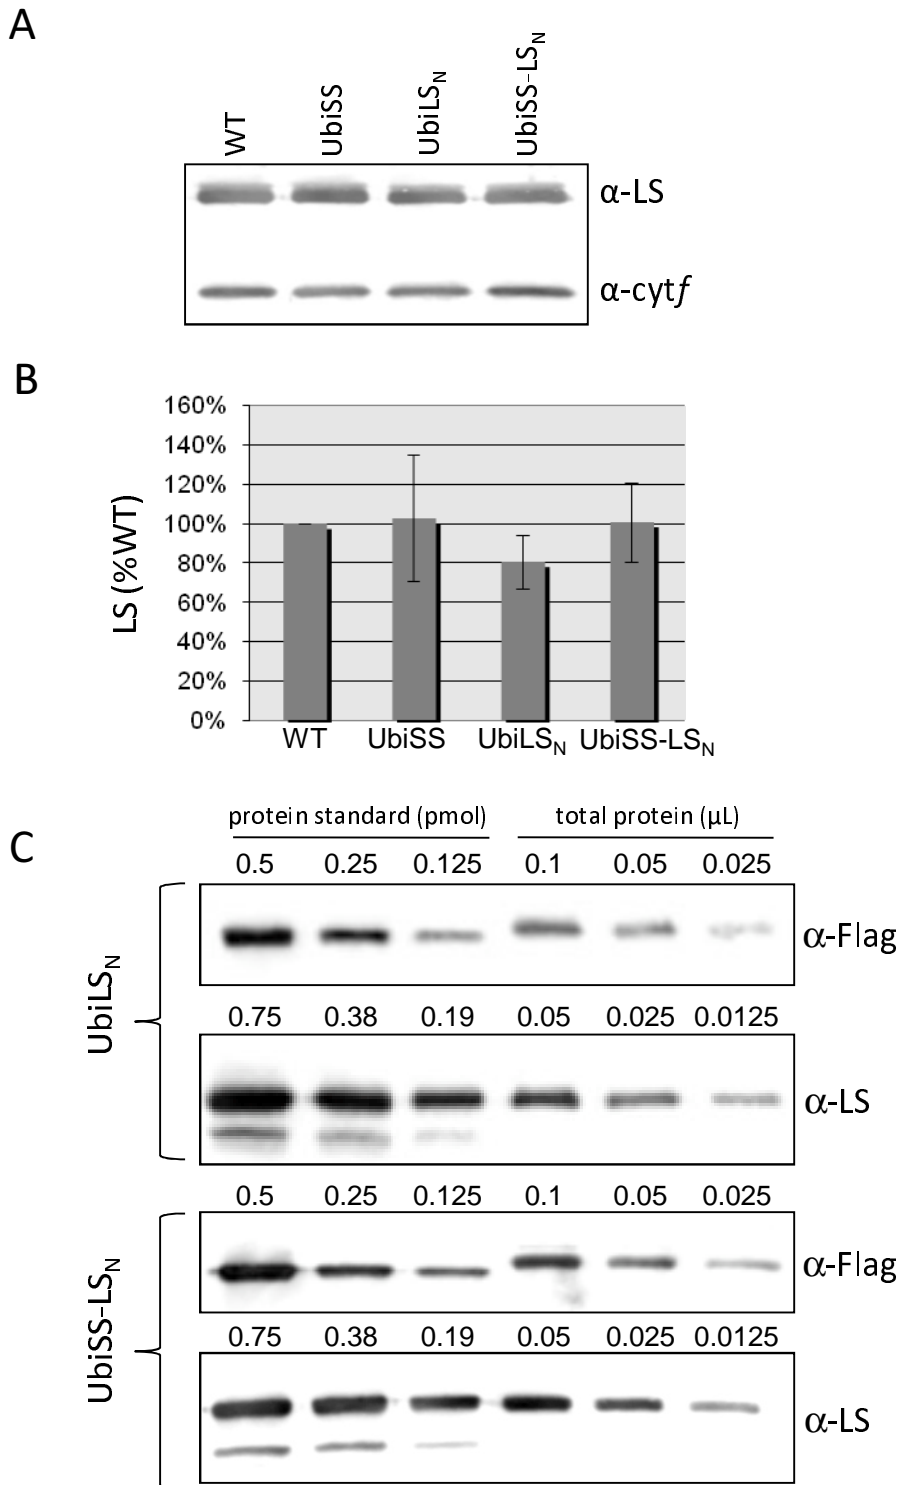 A
WT
UbiSS
UbiLSN
UbiSS-LSN
α-LS
α-cytf
B
LS (%WT)
160%
140%
120%
100%
80%
60%
40%
20%
0%
WT UbiSS UbiLSN UbiSS-LSN
C
protein standard (pmol) total protein (µL)
0.5 0.25 0.125 0.1 0.05 0.025
UbiLSN
α-Flag
0.75 0.38 0.19 0.05 0.025 0.0125
α-LS
0.5 0.25 0.125 0.1 0.05 0.025
UbiSS-LSN
α-Flag
0.75 0.38 0.19 0.05 0.025 0.0125
α-LS